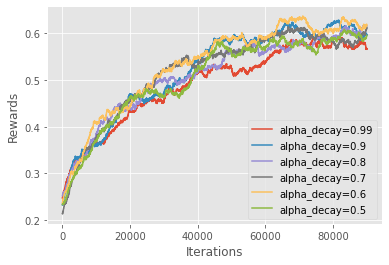 0.6
0.5
0.4
0.3
0.2
Rewards
alpha_decay=0.99
alpha_decay=0.9
alpha_decay=0.8
alpha_decay=0.7
alpha_decay=0.6
alpha_decay=0.5
0 20000 40000 60000 80000
Iterations